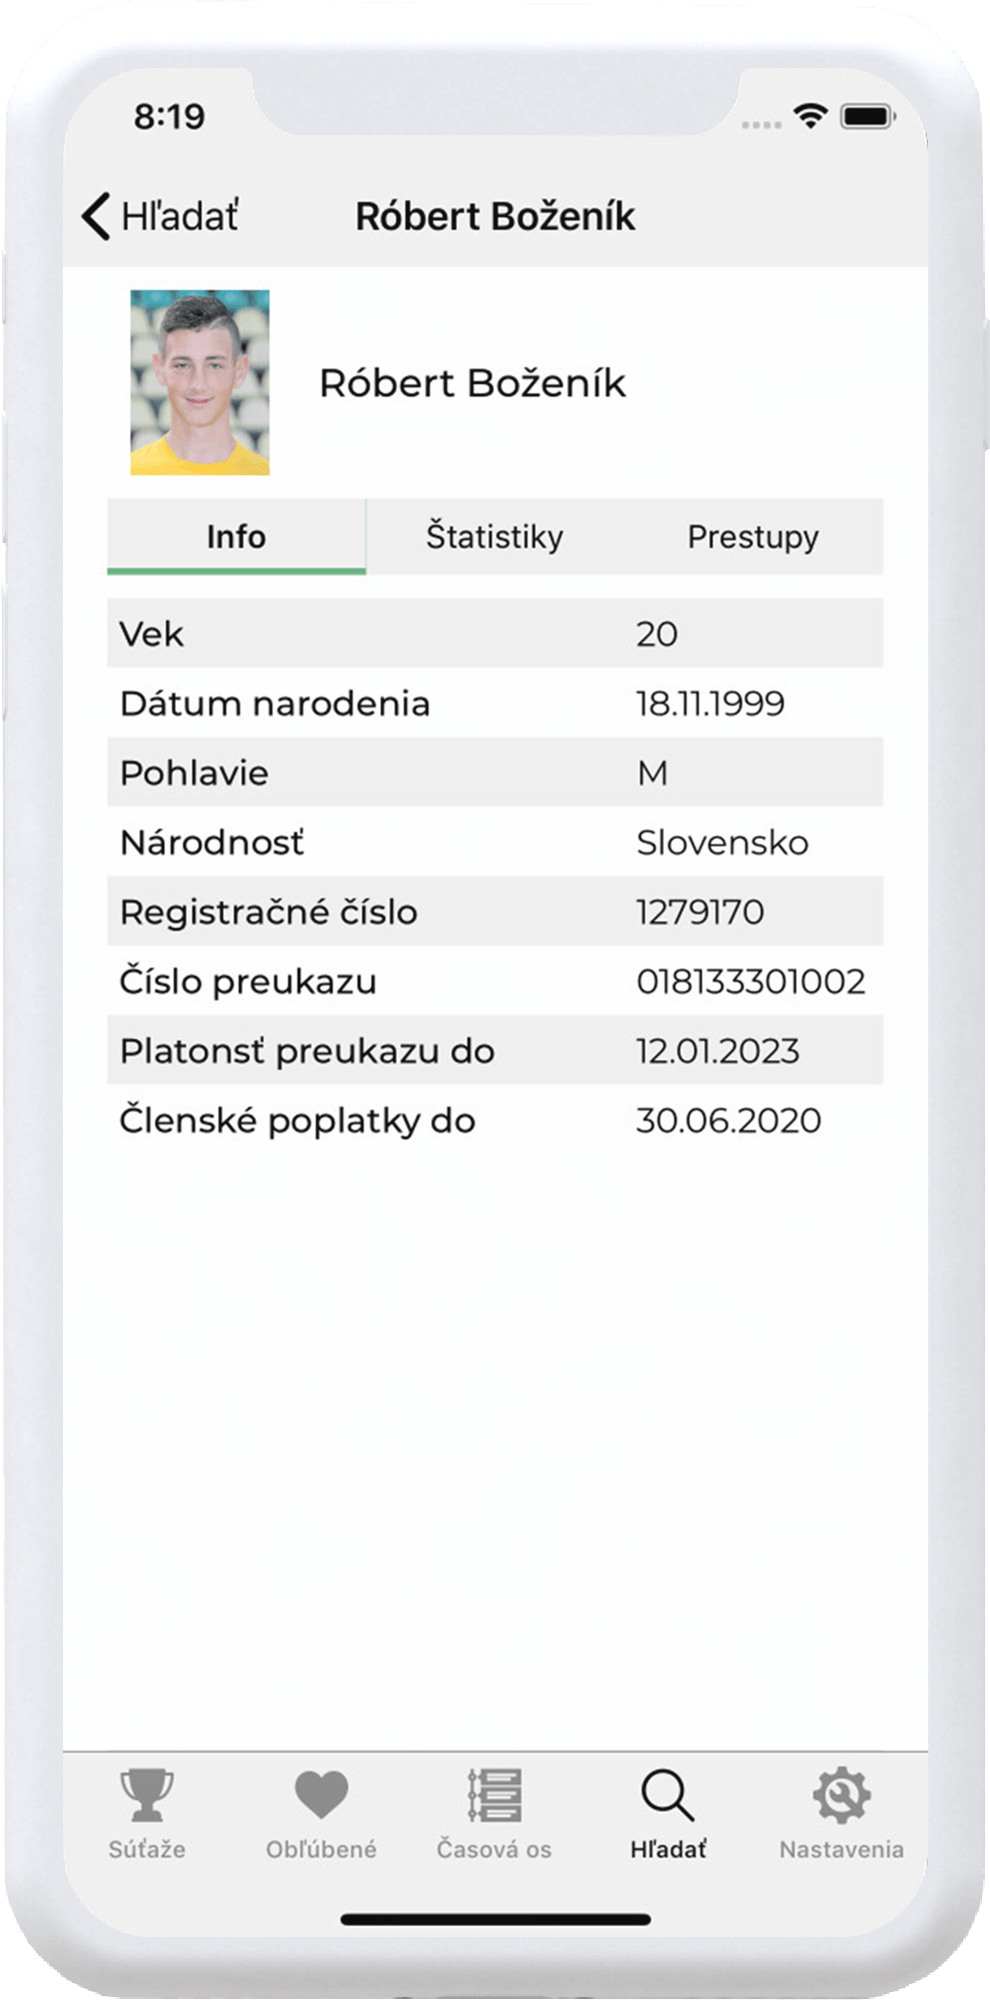 8:19
Hľadať Róbert Boženík
Róbert Boženík
Info Štatistiky Prestupy
Vek 20
Dátum narodenia 18.11.1999
Pohlavie M
Národnosť Slovensko
Registračné číslo 1279170
Číslo preukazu 018133301002
Platonsť preukazu do 12.01.2023
Členské poplatky do 30.06.2020
Súťaže Obľúbené Časová os Hľadať Nastavenia